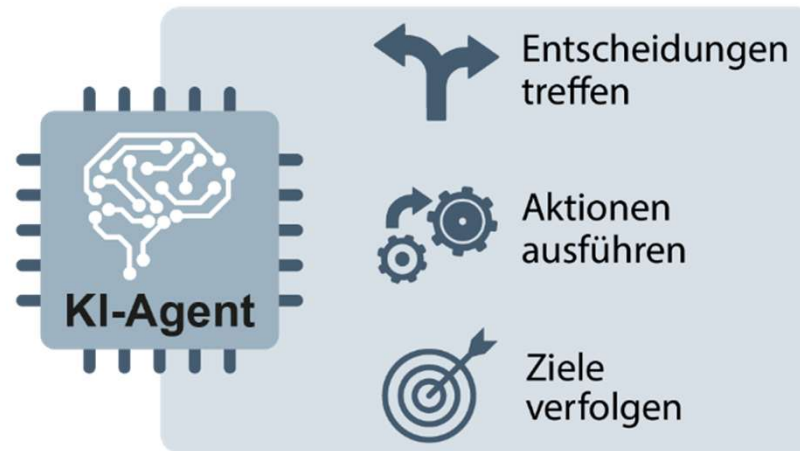 KI-Agent
Entscheidungen
treffen
Aktionen
ausführen
Ziele
verfolgen